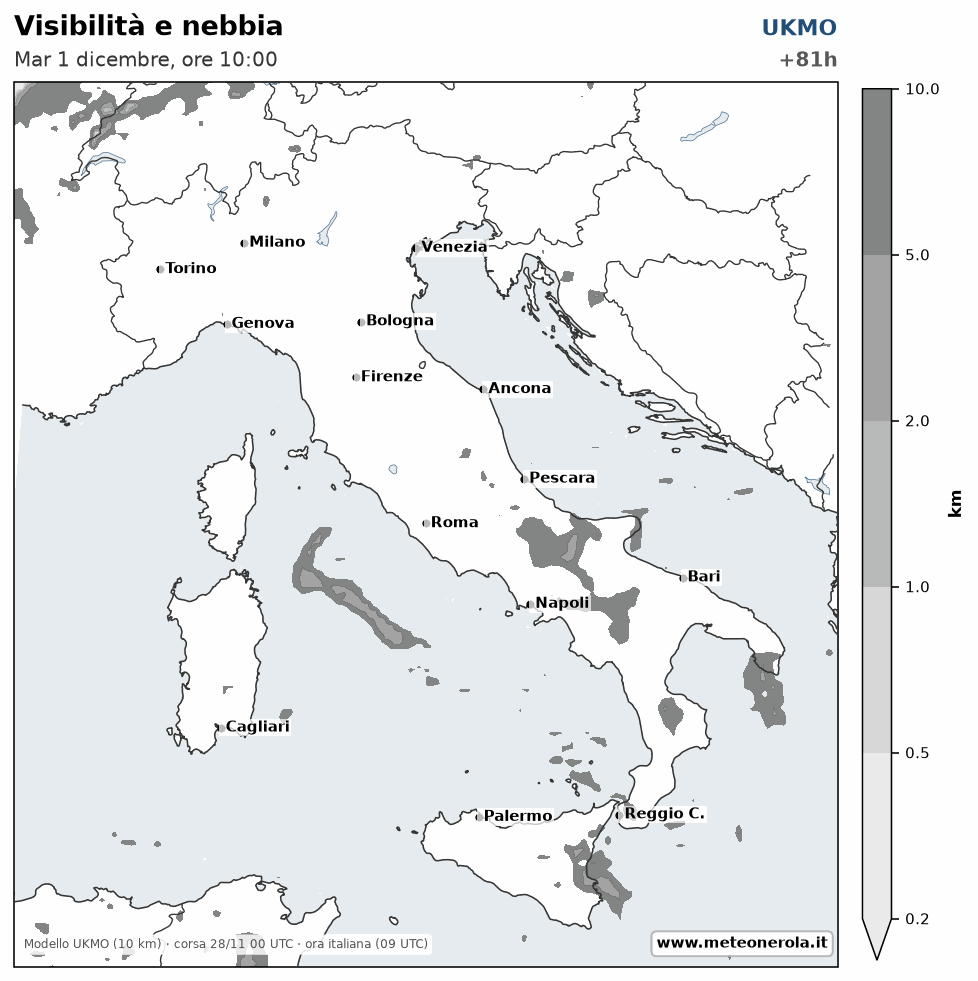 Visibilità e nebbia
UKMO
Mar 1 dicembre, ore 10:00
+81h
10.0
5.0
2.0
1.0
0.5
0.2
km
Milano
Venezia
Torino
Genova
Bologna
Firenze
Ancona
Pescara
Roma
Bari
Napoli
Cagliari
Palermo
Reggio C.
Modello UKMO (10 km) · corsa 28/11 00 UTC · ora italiana (09 UTC)
www.meteonerola.it